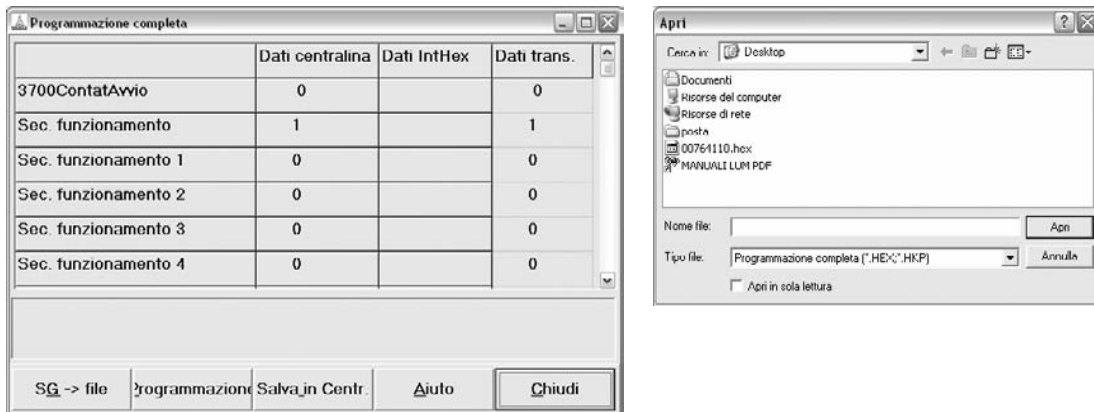 Programmazione completa
Dati centralina Dati IntHex Dati trans.
3700ContatAvvio 0 0
Sec. funzionamento 1 1
Sec. funzionamento 1 0 0
Sec. funzionamento 2 0 0
Sec. funzionamento 3 0 0
Sec. funzionamento 4 0 0
SG -> file Programmazione Salva in Centr. Aiuto Chiudi
Apri
Cerca in: Desktop
Documenti
Risorse del computer
Risorse di rete
posta
00764110.hex
MANUALI LUM PDF
Nome file: Apri
Tipo file: Programmazione completa (*.HEX;*.HKP) Annulla
Apri in sola lettura